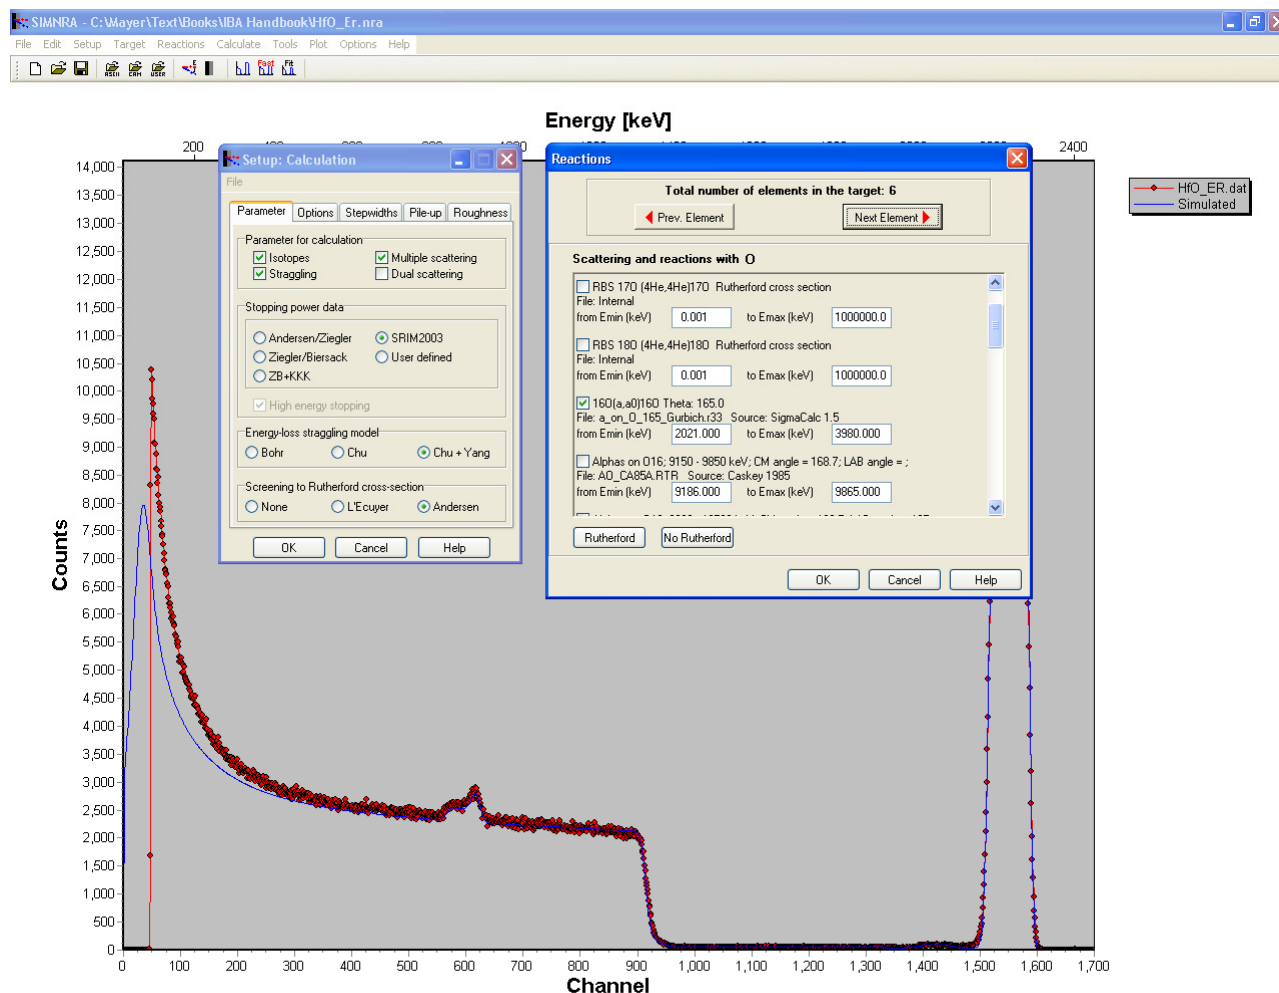 SIMNRA - C:\Mayer\Text\Books\IBA Handbook\HfO_Er.nra
File Edit Setup Target Reactions Calculate Tools Plot Options Help
ASCII CAM USER Fast Fit
Energy [keV]
200 2400
Setup: Calculation
File
Parameter Options Stepwidths Pile-up Roughness
Parameter for calculation
Isotopes Multiple scattering
Straggling Dual scattering
Stopping power data
Andersen/Ziegler SRIM2003
Ziegler/Biersack User defined
ZB+KKK
High energy stopping
Energy-loss straggling model
Bohr Chu Chu + Yang
Screening to Rutherford cross-section
None L'Ecuyer Andersen
OK Cancel Help
Reactions
Total number of elements in the target: 6
Prev. Element Next Element
Scattering and reactions with O
RBS 17O (4He,4He)17O Rutherford cross section
File: Internal
from Emin (keV) 0.001 to Emax (keV) 1000000.0
RBS 18O (4He,4He)18O Rutherford cross section
File: Internal
from Emin (keV) 0.001 to Emax (keV) 1000000.0
16O(a,a0)16O Theta: 165.0
File: a_on_O_165_Gurbich.r33 Source: SigmaCalc 1.5
from Emin (keV) 2021.000 to Emax (keV) 3980.000
Alphas on O16; 9150 - 9850 keV; CM angle = 168.7; LAB angle = ;
File: AO_CA85A.RTR Source: Caskey 1985
from Emin (keV) 9186.000 to Emax (keV) 9865.000
Rutherford No Rutherford
OK Cancel Help
HfO_ER.dat
Simulated
14,000
13,500
13,000
12,500
12,000
11,500
11,000
10,500
10,000
9,500
9,000
8,500
8,000
7,500
7,000
6,500
6,000
5,500
5,000
4,500
4,000
3,500
3,000
2,500
2,000
1,500
1,000
500
0
Counts
0 100 200 300 400 500 600 700 800 900 1,000 1,100 1,200 1,300 1,400 1,500 1,600 1,700
Channel